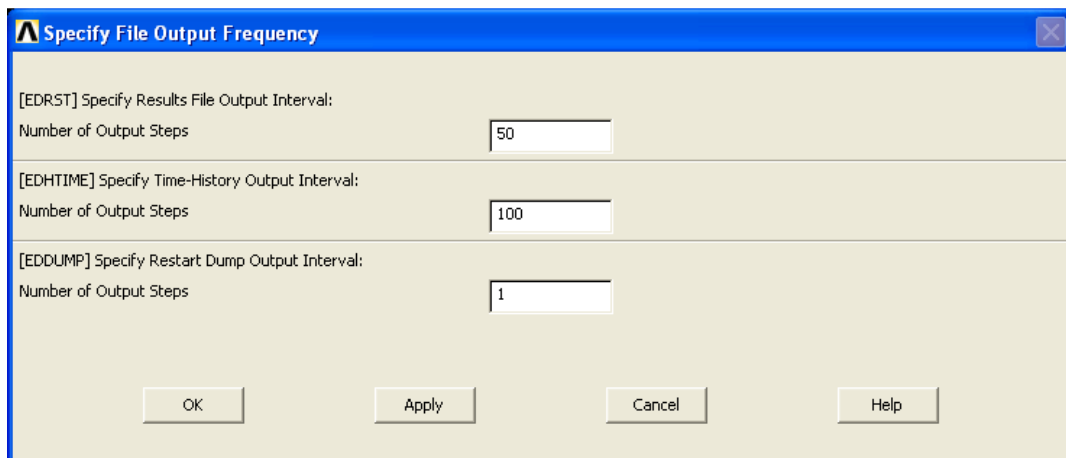 Specify File Output Frequency
[EDRST] Specify Results File Output Interval:
Number of Output Steps 50
[EDHTIME] Specify Time-History Output Interval:
Number of Output Steps 100
[EDDUMP] Specify Restart Dump Output Interval:
Number of Output Steps 1
OK Apply Cancel Help